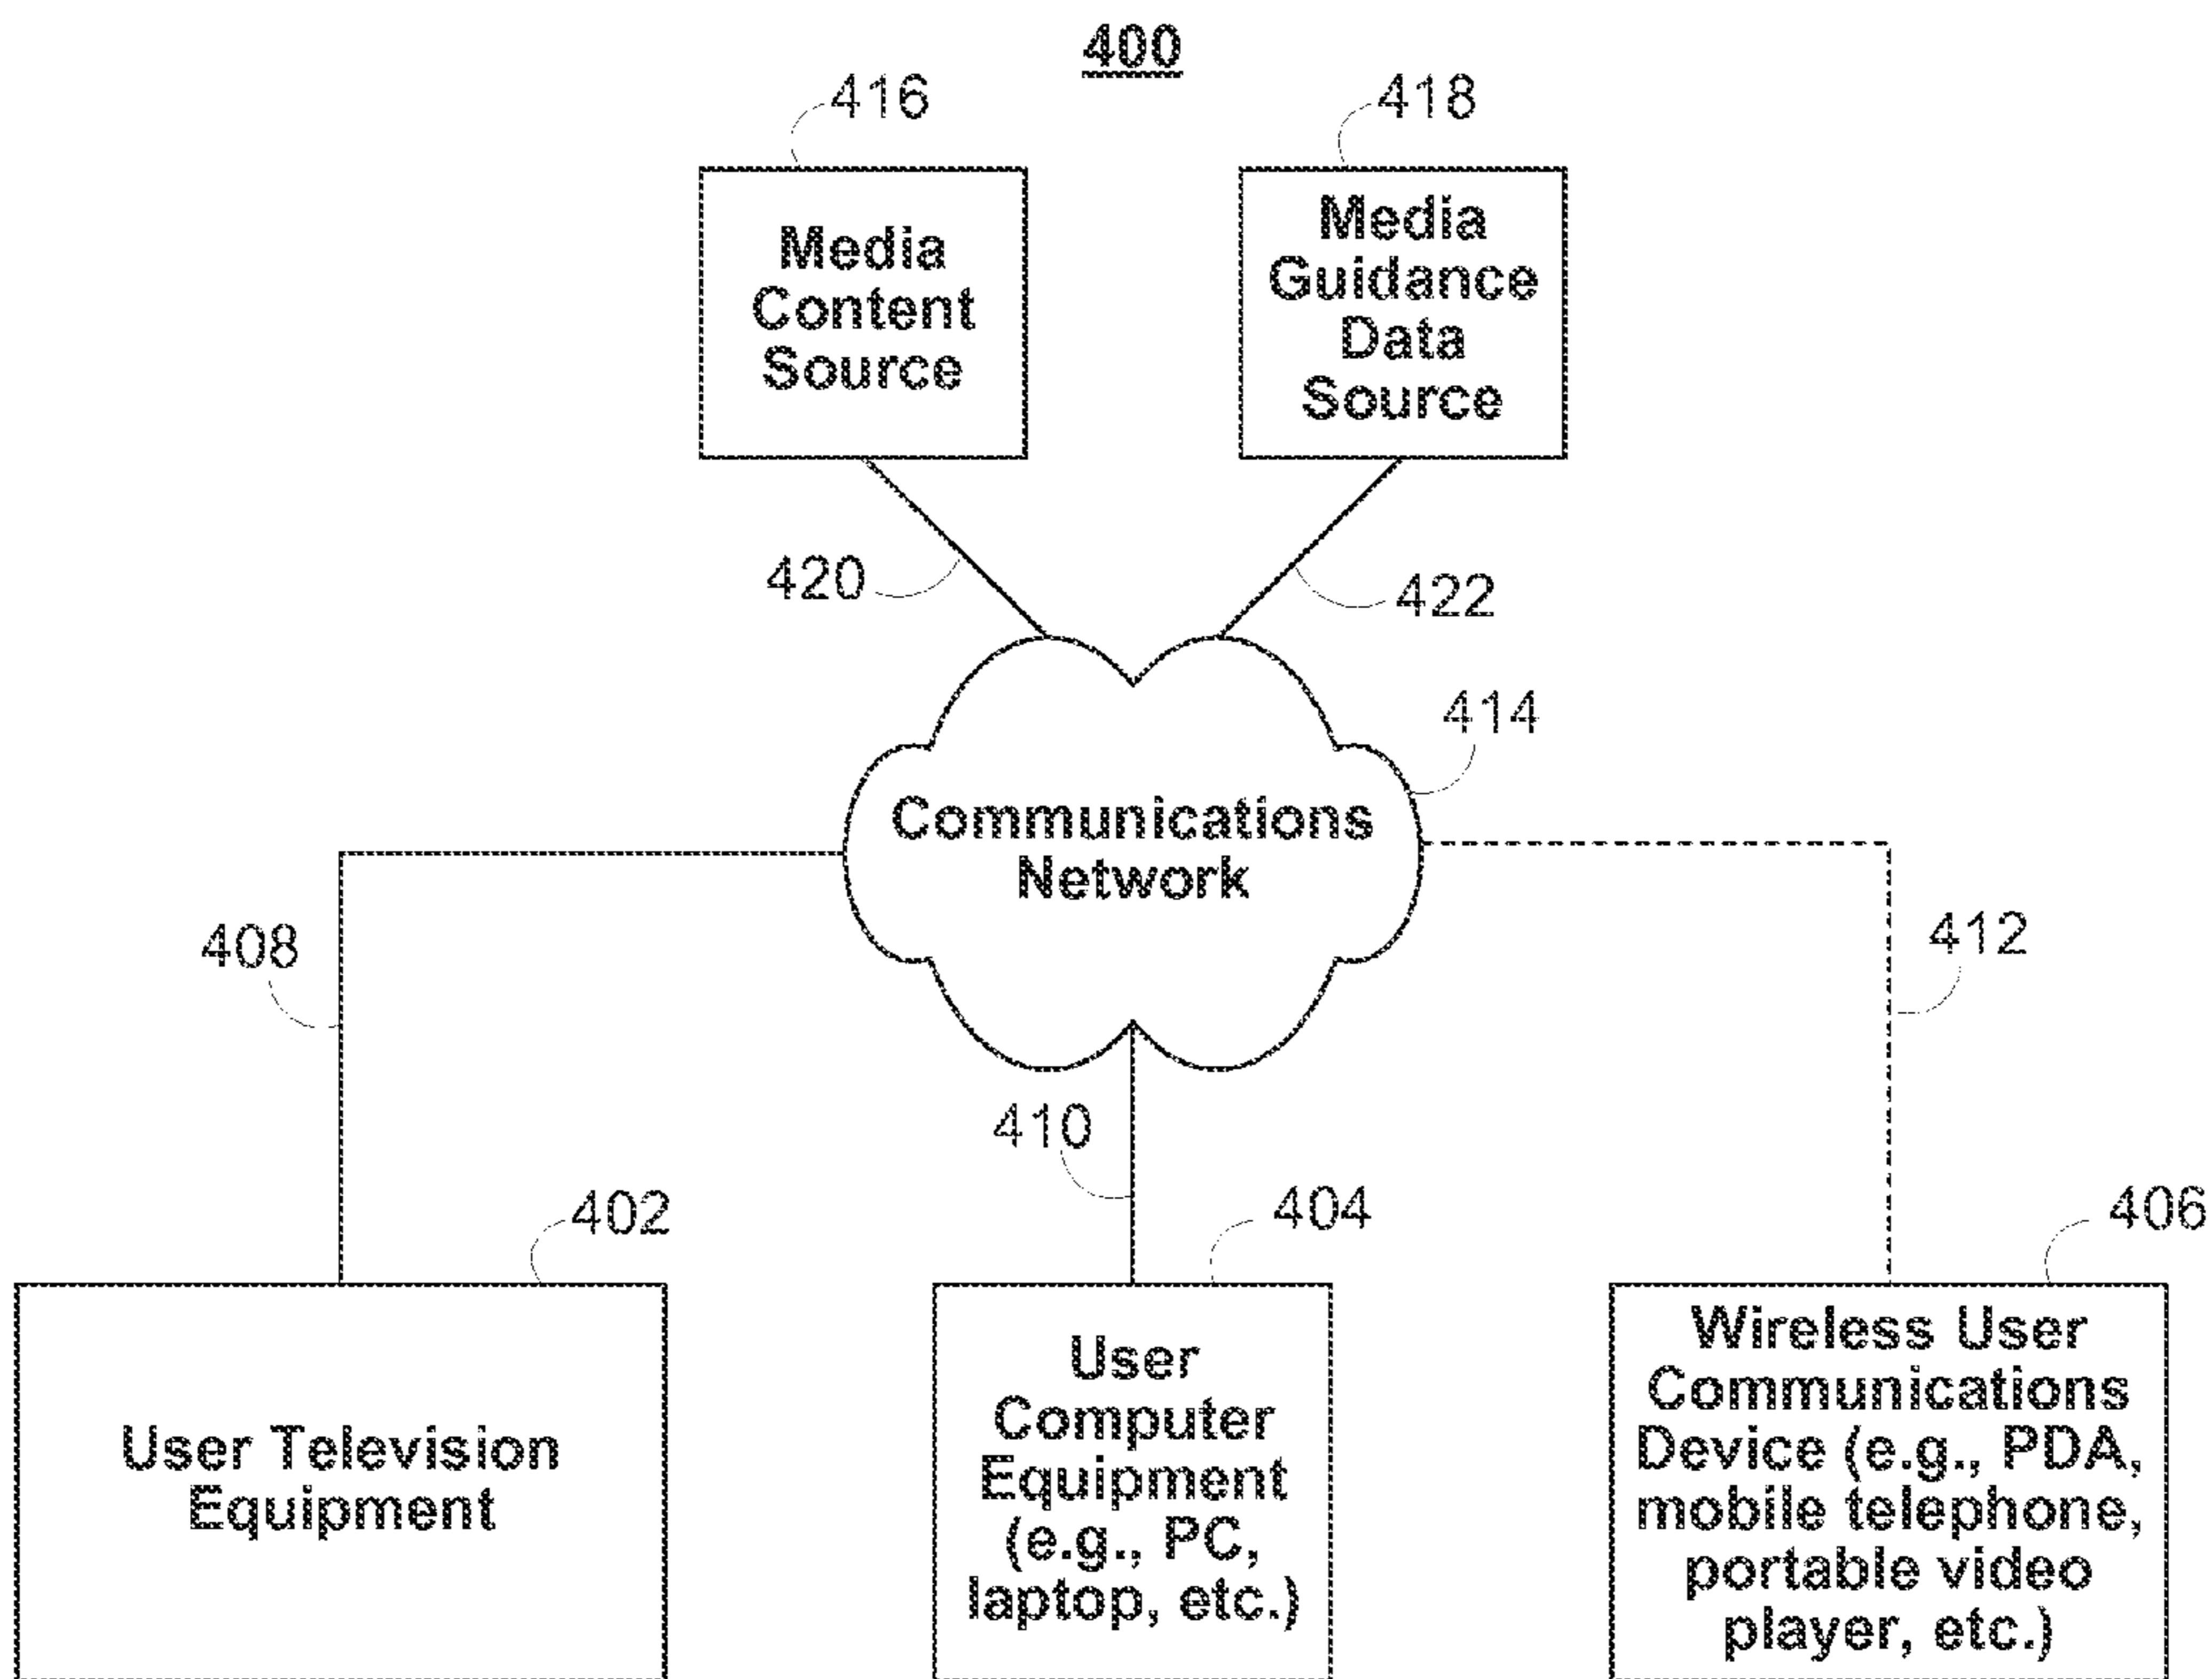 400
416
418
Media
Content
Source
Media
Guidance
Data
Source
420
422
414
Communications
Network
408
412
410
402
404
406
User Television
Equipment
User
Computer
Equipment
(e.g., PC,
laptop, etc.)
Wireless User
Communications
Device (e.g., PDA,
mobile telephone,
portable video
player, etc.)